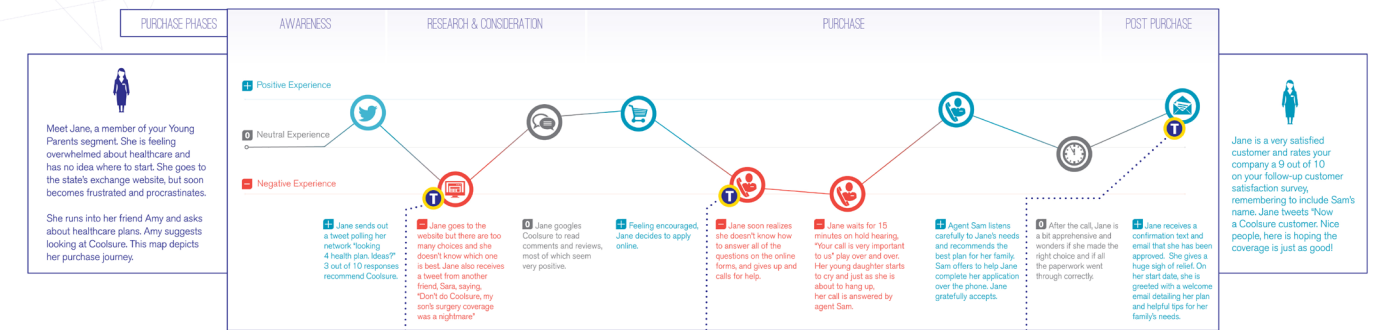 PURCHASE PHASES
AWARENESS
RESEARCH & CONSIDERATION
PURCHASE
POST PURCHASE
Meet Jane, a member of your Young
Parents segment. She is feeling
overwhelmed about healthcare and
has no idea where to start. She goes to
the state's exchange website, but soon
becomes frustrated and procrastinates.
She runs into her friend Amy and asks
about healthcare plans. Amy suggests
looking at Coolsure. This map depicts
her purchase journey.
+ Positive Experience
0 Neutral Experience
- Negative Experience
T
T
T
+ Jane sends out
a tweet polling her
network "looking
4 health plan. Ideas?"
3 out of 10 responses
recommend Coolsure.
- Jane goes to the
website but there are too
many choices and she
doesn't know which one
is best. Jane also receives
a tweet from another
friend, Sara, saying,
"Don't do Coolsure, my
son's surgery coverage
was a nightmare"
0 Jane googles
Coolsure to read
comments and reviews,
most of which seem
very positive.
+ Feeling encouraged,
Jane decides to apply
online.
- Jane soon realizes
she doesn't know how
to answer all of the
questions on the online
forms, and gives up and
calls for help.
- Jane waits for 15
minutes on hold hearing,
"Your call is very important
to us" play over and over.
Her young daughter starts
to cry and just as she is
about to hang up,
her call is answered by
agent Sam.
+ Agent Sam listens
carefully to Jane's needs
and recommends the
best plan for her family.
Sam offers to help Jane
complete her application
over the phone. Jane
gratefully accepts.
0 After the call, Jane is
a bit apprehensive and
wonders if she made the
right choice and if all
the paperwork went
through correctly.
+ Jane receives a
confirmation text and
email that she has been
approved. She gives a
huge sigh of relief. On
her start date, she is
greeted with a welcome
email detailing her plan
and helpful tips for her
family's needs.
Jane is a very satisfied
customer and rates your
company a 9 out of 10
on your follow-up customer
satisfaction survey,
remembering to include Sam's
name. Jane tweets "Now
a Coolsure customer. Nice
people, here is hoping the
coverage is just as good!